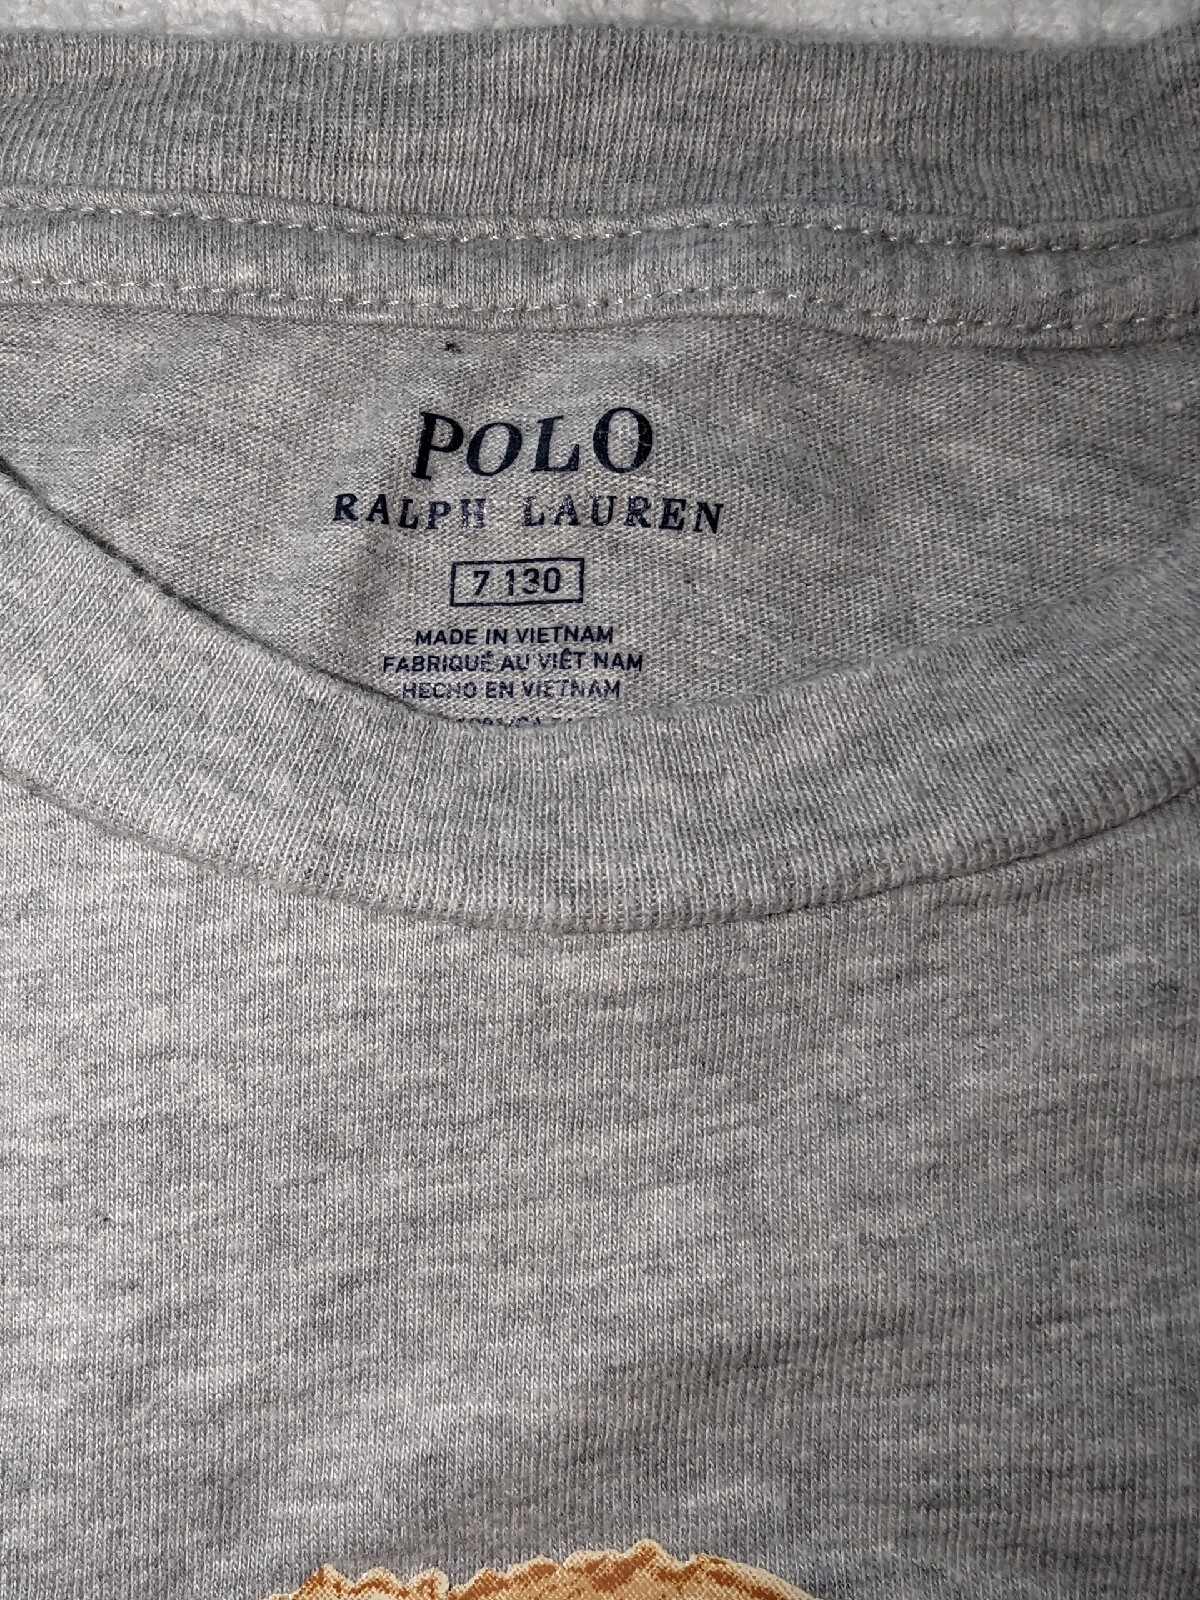 POLO
RALPH LAUREN
7 130
MADE IN VIETNAM
FABRIQUÉ AU VIÊT NAM
HECHO EN VIETNAM